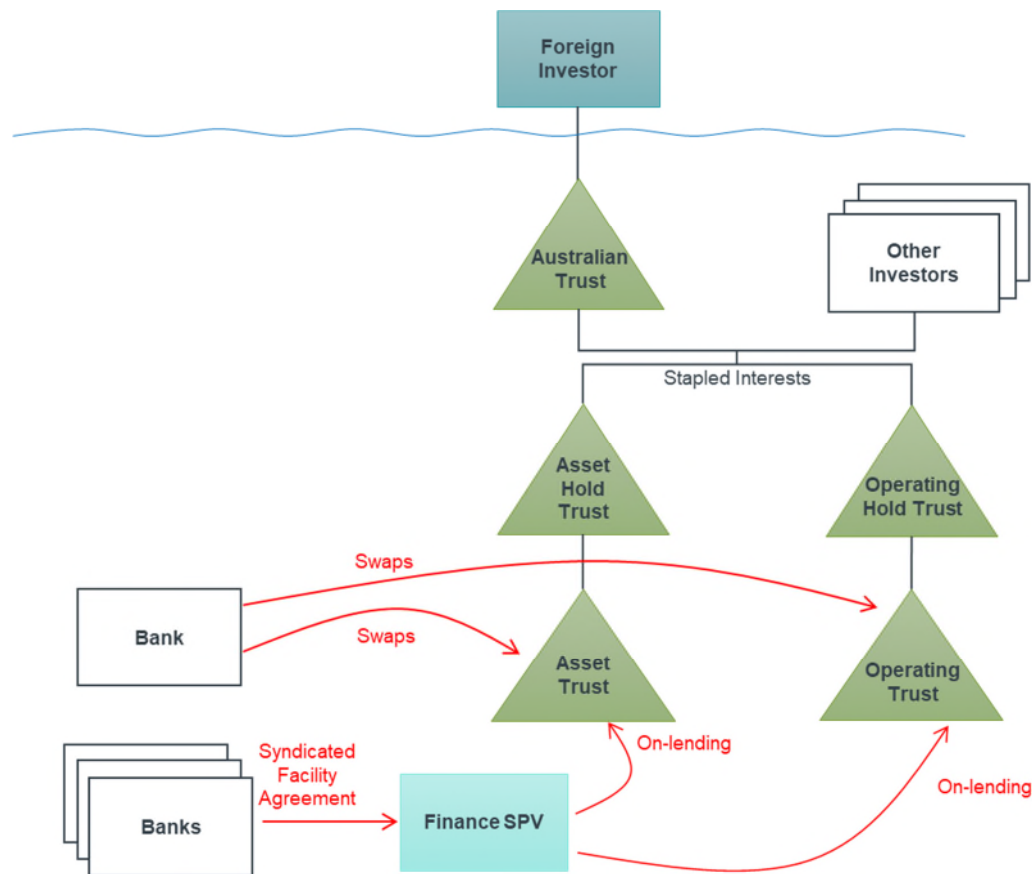 Foreign
Investor
Australian
Trust
Other
Investors
Stapled Interests
Asset
Hold
Trust
Operating
Hold Trust
Swaps
Bank
Swaps
Asset
Trust
Operating
Trust
Syndicated
Facility
Agreement
On-lending
On-lending
Banks
Finance SPV